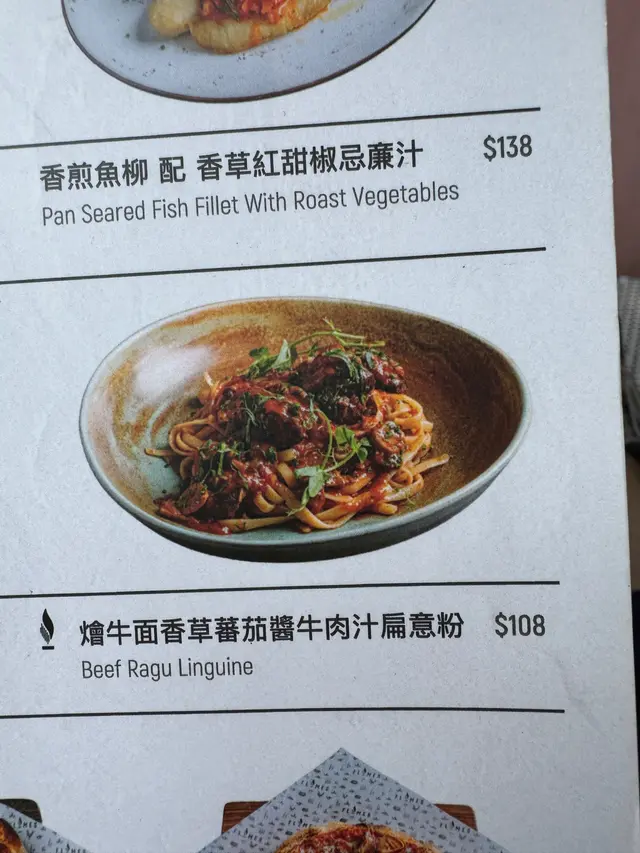 香煎魚柳 配 香草紅甜椒忌廉汁 $138
Pan Seared Fish Fillet With Roast Vegetables
燴牛面香草蕃茄醬牛肉汁扁意粉 $108
Beef Ragu Linguine